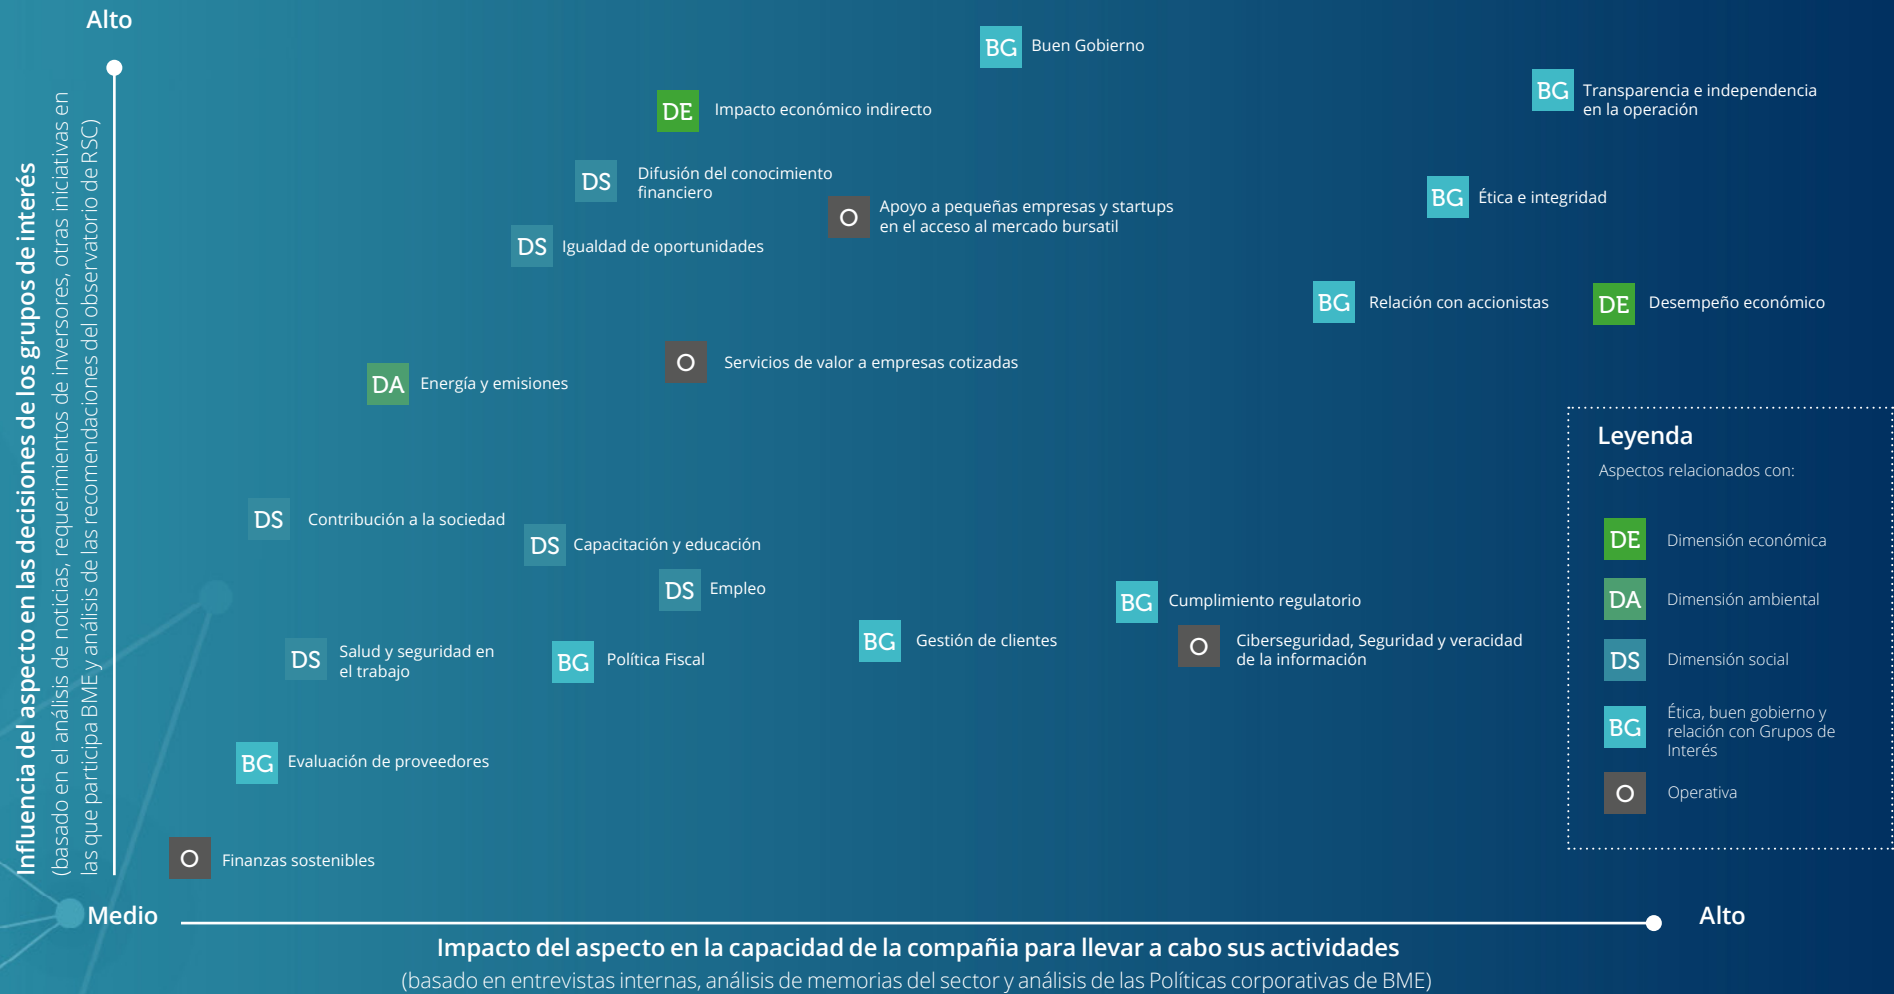 Alto
Influencia del aspecto en las decisiones de los grupos de interés
(basado en el análisis de noticias, requerimientos de inversores, otras iniciativas en
las que participa BME y análisis de las recomendaciones del observatorio de RSC)
BG Buen Gobierno
BG Transparencia e independencia
en la operación
DE Impacto económico indirecto
DS Difusión del conocimiento
financiero
BG Ética e integridad
O Apoyo a pequeñas empresas y startups
en el acceso al mercado bursatil
DS Igualdad de oportunidades
BG Relación con accionistas
DE Desempeño económico
O Servicios de valor a empresas cotizadas
DA Energía y emisiones
DS Contribución a la sociedad
DS Capacitación y educación
DS Empleo
BG Cumplimiento regulatorio
BG Gestión de clientes
O Ciberseguridad, Seguridad y veracidad
de la información
DS Salud y seguridad en
el trabajo
BG Política Fiscal
BG Evaluación de proveedores
O Finanzas sostenibles
Leyenda
Aspectos relacionados con:
DE Dimensión económica
DA Dimensión ambiental
DS Dimensión social
BG Ética, buen gobierno y
relación con Grupos de
Interés
O Operativa
Medio
Alto
Impacto del aspecto en la capacidad de la compañia para llevar a cabo sus actividades
(basado en entrevistas internas, análisis de memorias del sector y análisis de las Políticas corporativas de BME)